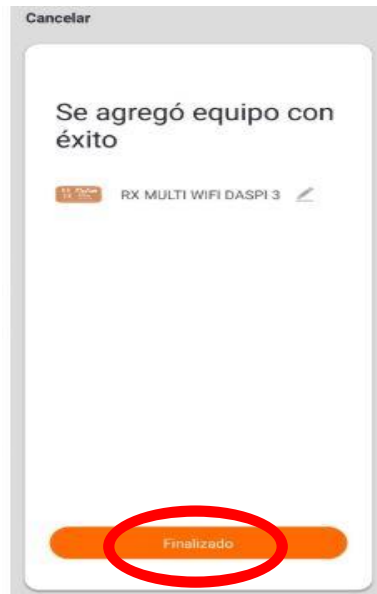 Cancelar
Se agregó equipo con
éxito
RX MULTI WIFI DASPI 3
Finalizado